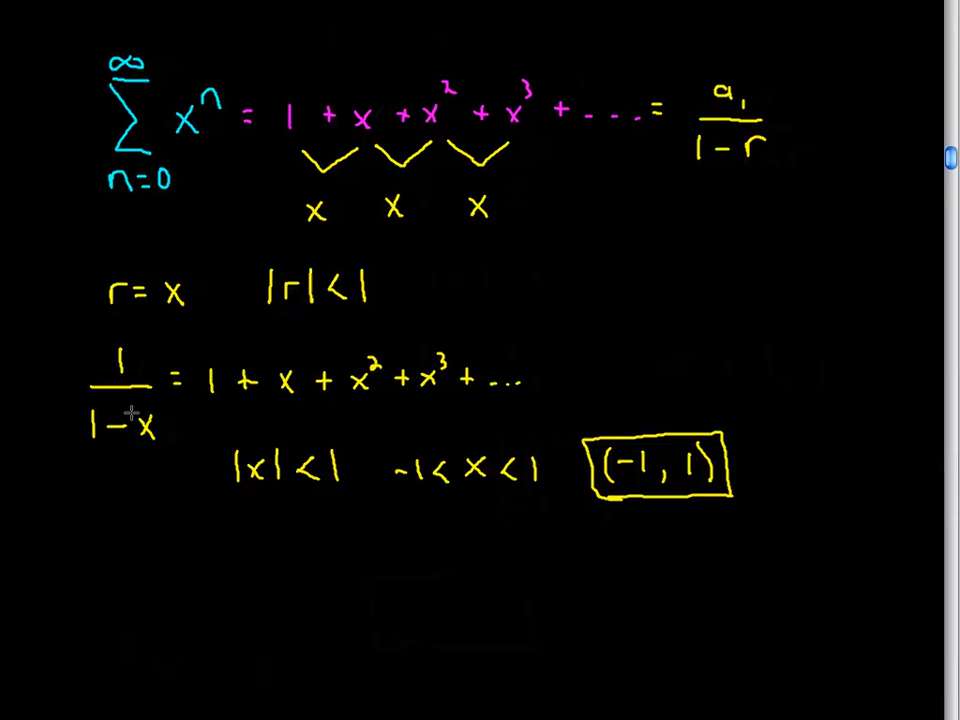 ∞
∑ xⁿ = 1 + x + x² + x³ + .... = a₁/(1 - r)
n=0
x x x
r = x |r| < 1
1/(1 - x) = 1 + x + x² + x³ + ...
|x| < 1 -1 < x < 1 (-1, 1)